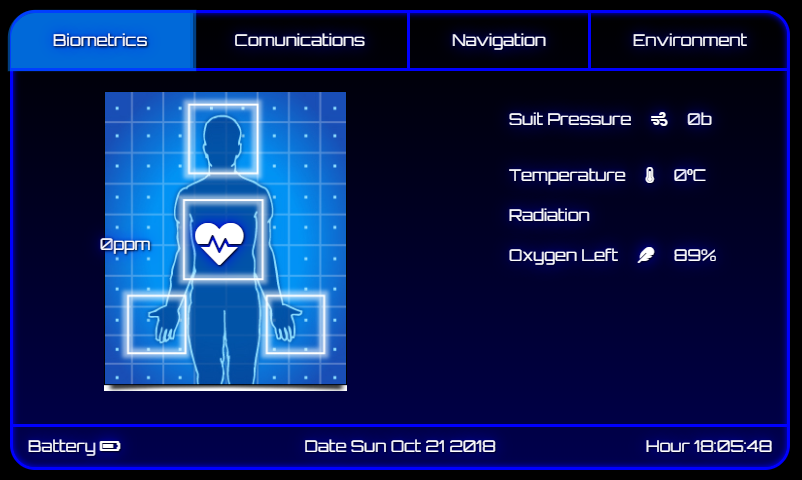 Biometrics Comunications Navigation Environment
Suit Pressure 0b
Temperature 0°C
Radiation
0ppm
Oxygen Left 89%
Battery Date Sun Oct 21 2018 Hour 18:05:48